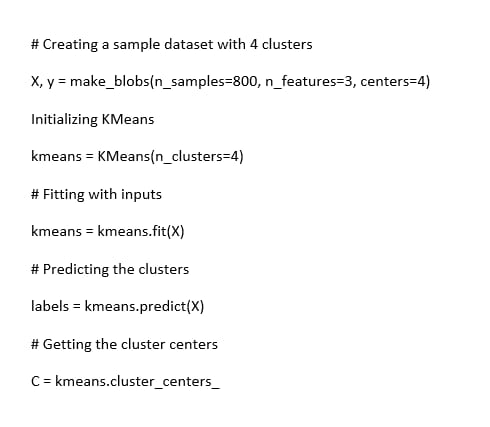 # Creating a sample dataset with 4 clusters
X, y = make_blobs(n_samples=800, n_features=3, centers=4)
Initializing KMeans
kmeans = KMeans(n_clusters=4)
# Fitting with inputs
kmeans = kmeans.fit(X)
# Predicting the clusters
labels = kmeans.predict(X)
# Getting the cluster centers
C = kmeans.cluster_centers_